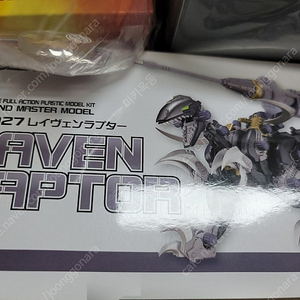 FULL ACTION PLASTIC MODEL KIT
ND MASTER MODEL
027 レイヴェンラプター
AVEN
APTOR